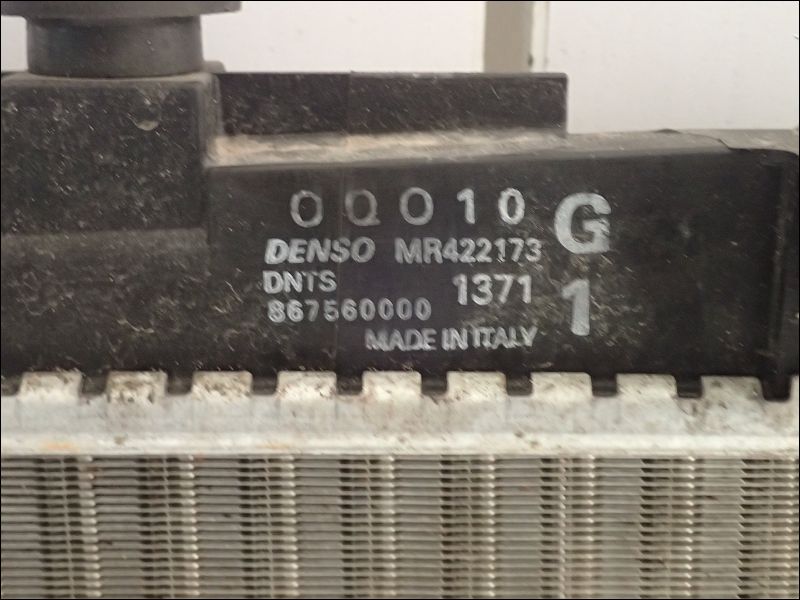 00010 G
DENSO MR422173
DNTS 1371 1
867560000
MADE IN ITALY